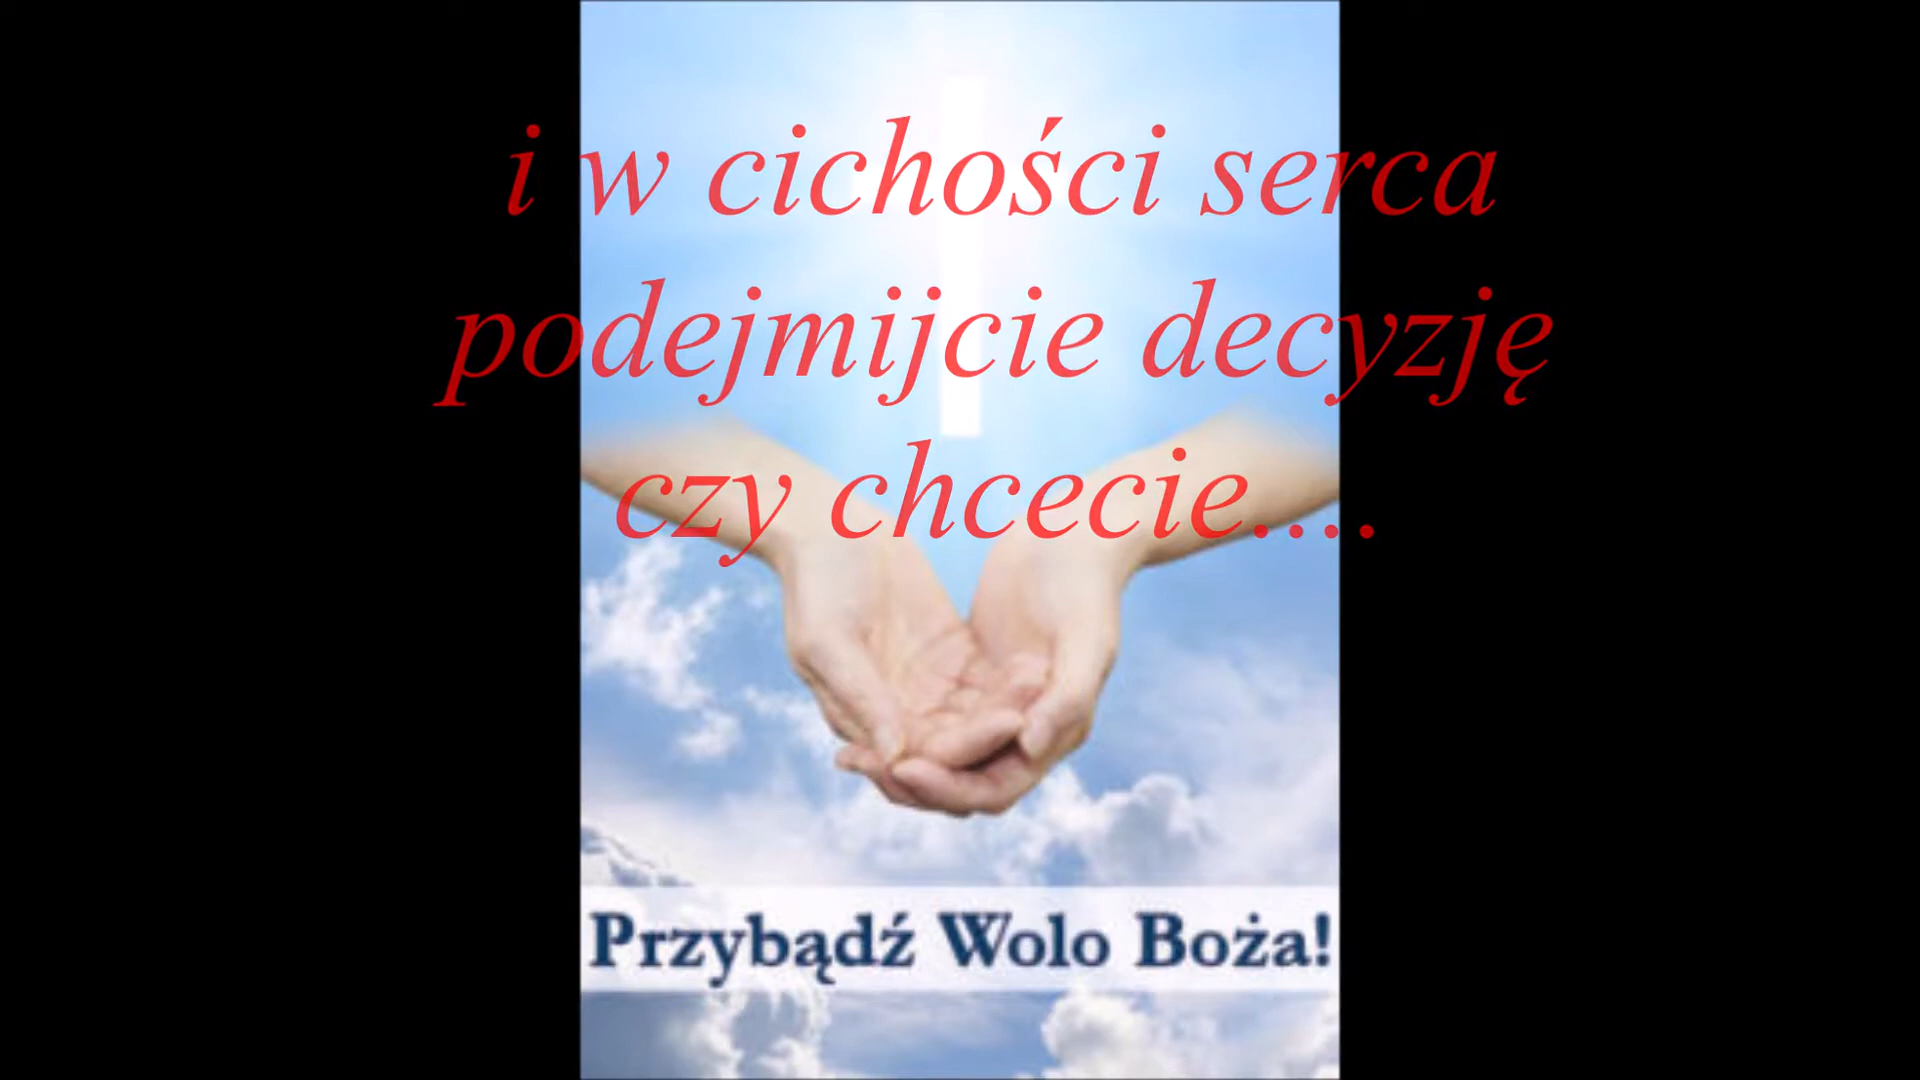 i w cichości serca
podejmijcie decyzję
czy chcecie....
Przybądź Wolo Boża!